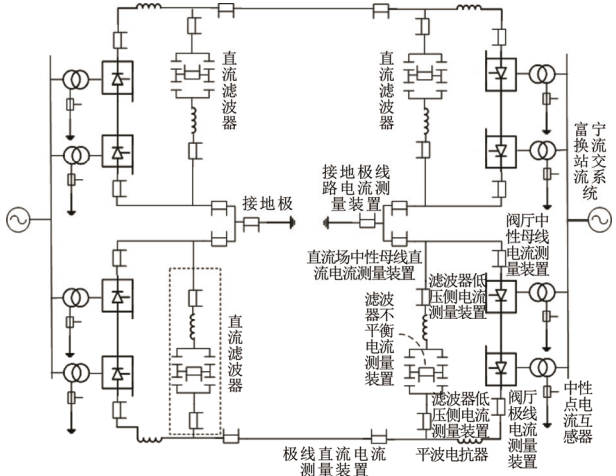 直流滤波器
直流滤波器
富宁
换流
站交
流系
统
接地极线
路电流测
量装置
接地极
阀厅中
性母线
电流测
量装置
直流场中性母线直
流电流测量装置
滤波器低
压侧电流
测量装置
滤波
器不
平衡
电流
测量
装置
直流滤波器
滤波器低
压侧电流
测量装置
阀厅
极线
电流
测量
装置
中性
点电
流互
感器
极线直流电流
测量装置
平波电抗器